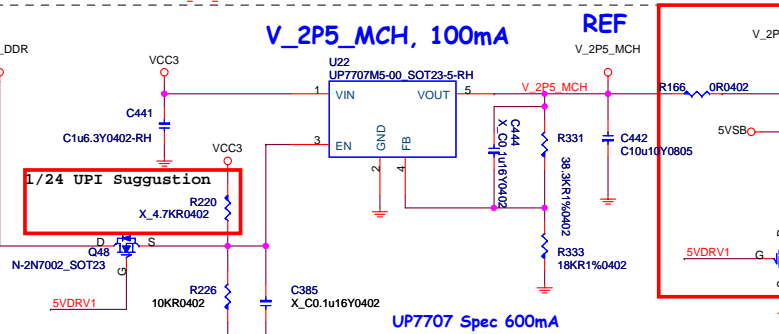 V_2P5_MCH, 100mA
REF
_DDR
VCC3
V_2P5_MCH
V_2P
U22
UP7707M5-00_SOT23-5-RH
1
VIN
VOUT
5
V_2P5_MCH
R166
0R0402
C441
C1u6.3Y0402-RH
3
EN
GND
FB
2
4
C444
X_C0.1u16Y0402
R331
38.3KR1%0402
C442
C10u10Y0805
5VSB
VCC3
1/24 UPI Suggustion
R220
X_4.7KR0402
D
S
Q48
G
N-2N7002_SOT23
R333
18KR1%0402
5VDRV1
G
5VDRV1
R226
10KR0402
C385
X_C0.1u16Y0402
UP7707 Spec 600mA